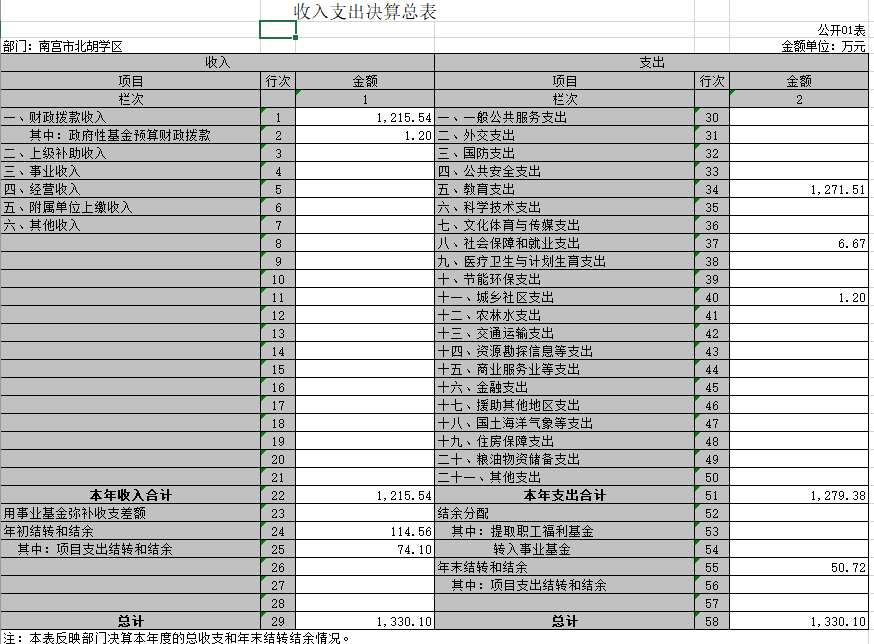 收入支出决算总表
公开01表
部门：南宫市北胡学区 金额单位：万元
收入 支出
项目 行次 金额 项目 行次 金额
栏次 1 栏次 2
一、财政拨款收入 1 1,215.54 一、一般公共服务支出 30
其中：政府性基金预算财政拨款 2 1.20 二、外交支出 31
二、上级补助收入 3 三、国防支出 32
三、事业收入 4 四、公共安全支出 33
四、经营收入 5 五、教育支出 34 1,271.51
五、附属单位上缴收入 6 六、科学技术支出 35
六、其他收入 7 七、文化体育与传媒支出 36
8 八、社会保障和就业支出 37 6.67
9 九、医疗卫生与计划生育支出 38
10 十、节能环保支出 39
11 十一、城乡社区支出 40 1.20
12 十二、农林水支出 41
13 十三、交通运输支出 42
14 十四、资源勘探信息等支出 43
15 十五、商业服务业等支出 44
16 十六、金融支出 45
17 十七、援助其他地区支出 46
18 十八、国土海洋气象等支出 47
19 十九、住房保障支出 48
20 二十、粮油物资储备支出 49
21 二十一、其他支出 50
本年收入合计 22 1,215.54 本年支出合计 51 1,279.38
用事业基金弥补收支差额 23 结余分配 52
年初结转和结余 24 114.56 其中：提取职工福利基金 53
其中：项目支出结转和结余 25 74.10 转入事业基金 54
26 年末结转和结余 55 50.72
27 其中：项目支出结转和结余 56
28 57
总计 29 1,330.10 总计 58 1,330.10
注：本表反映部门决算本年度的总收支和年末结转结余情况。